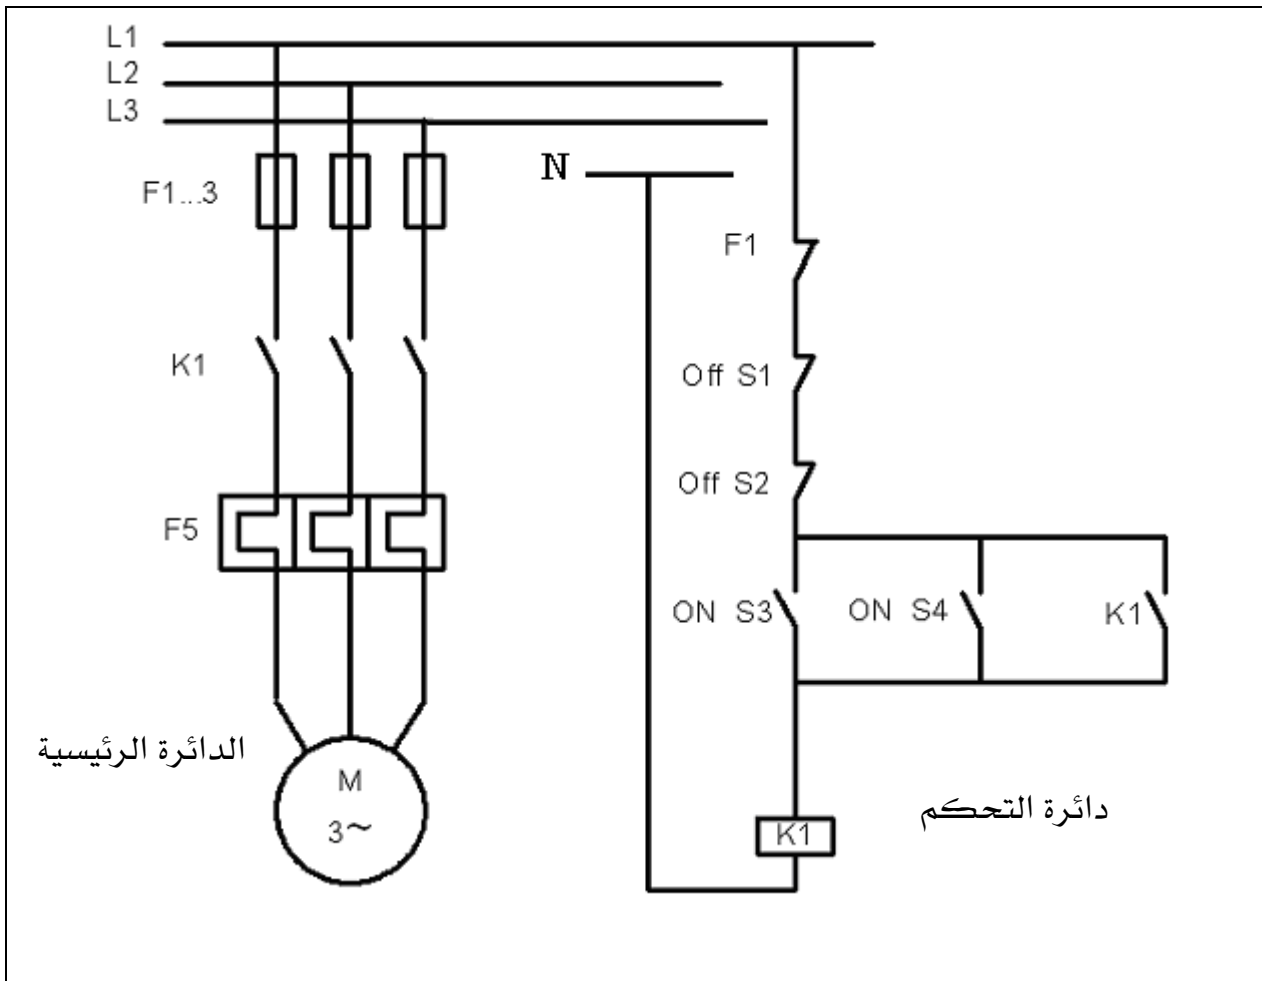 L1
L2
L3
N
F1...3
F1
K1
Off S1
Off S2
F5
ON S3
ON S4
K1
الدائرة الرئيسية
M
3~
K1
دائرة التحكم